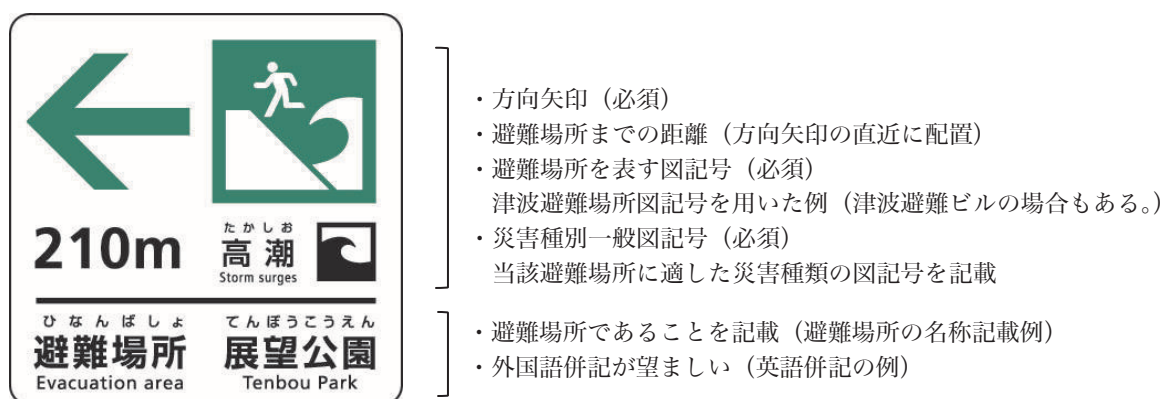 210m
たかしお
高潮
Storm surges
ひなんばしょ
避難場所
Evacuation area
てんぼうこうえん
展望公園
Tenbou Park
・方向矢印（必須）
・避難場所までの距離（方向矢印の直近に配置）
・避難場所を表す図記号（必須）
津波避難場所図記号を用いた例（津波避難ビルの場合もある。）
・災害種別一般図記号（必須）
当該避難場所に適した災害種類の図記号を記載
・避難場所であることを記載（避難場所の名称記載例）
・外国語併記が望ましい（英語併記の例）